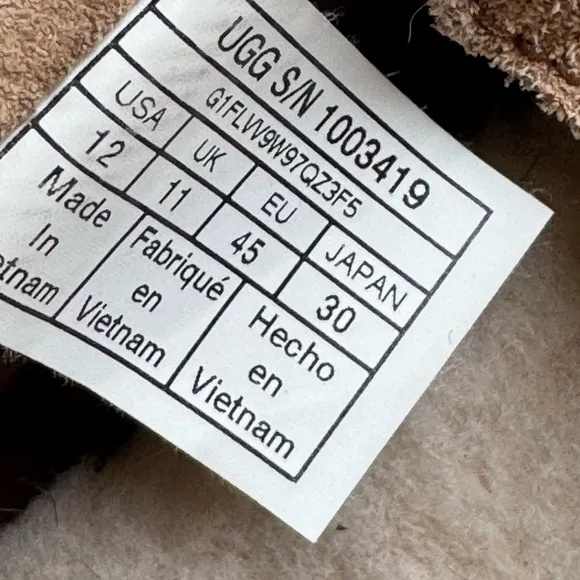 UGG S/N 1003419
G1FLVV9W97QZ3F5
USA UK EU JAPAN
12 11 45 30
Made
In
etnam
Fabriqué
en
Vietnam
Hecho
en
Vietnam